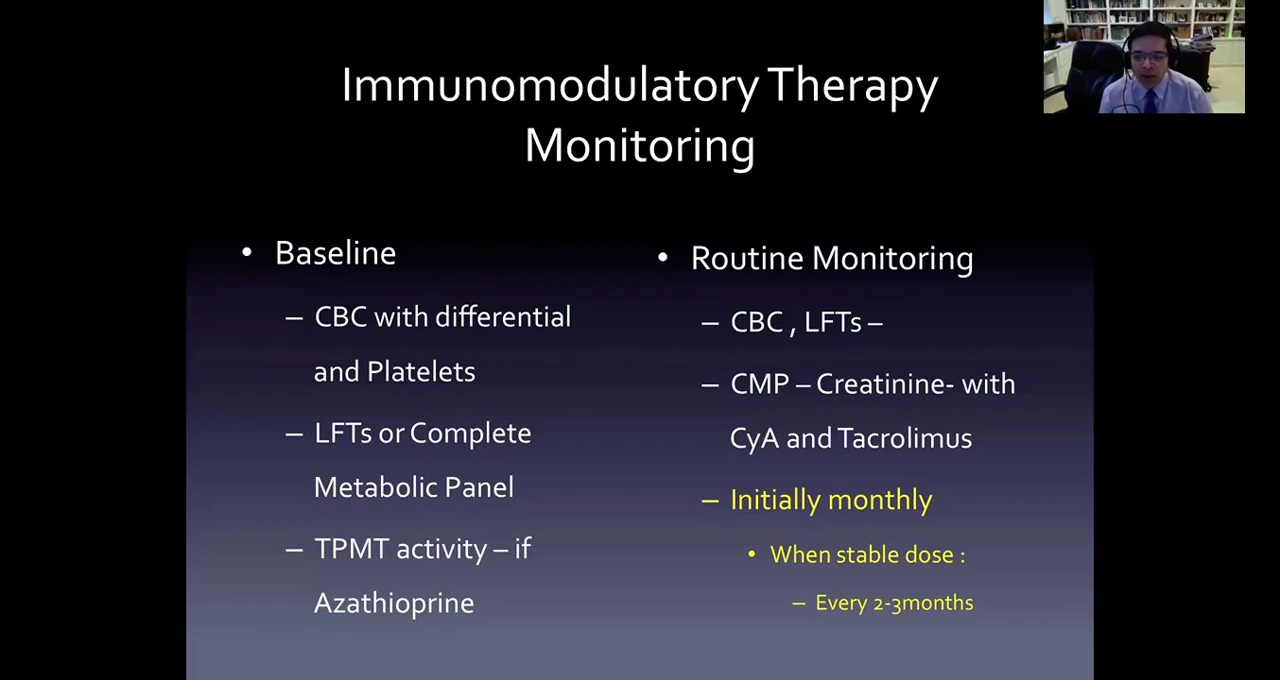 Immunomodulatory Therapy
Monitoring
• Baseline
– CBC with differential
and Platelets
– LFTs or Complete
Metabolic Panel
– TPMT activity – if
Azathioprine
• Routine Monitoring
– CBC , LFTs –
– CMP – Creatinine- with
CyA and Tacrolimus
– Initially monthly
• When stable dose :
– Every 2-3months